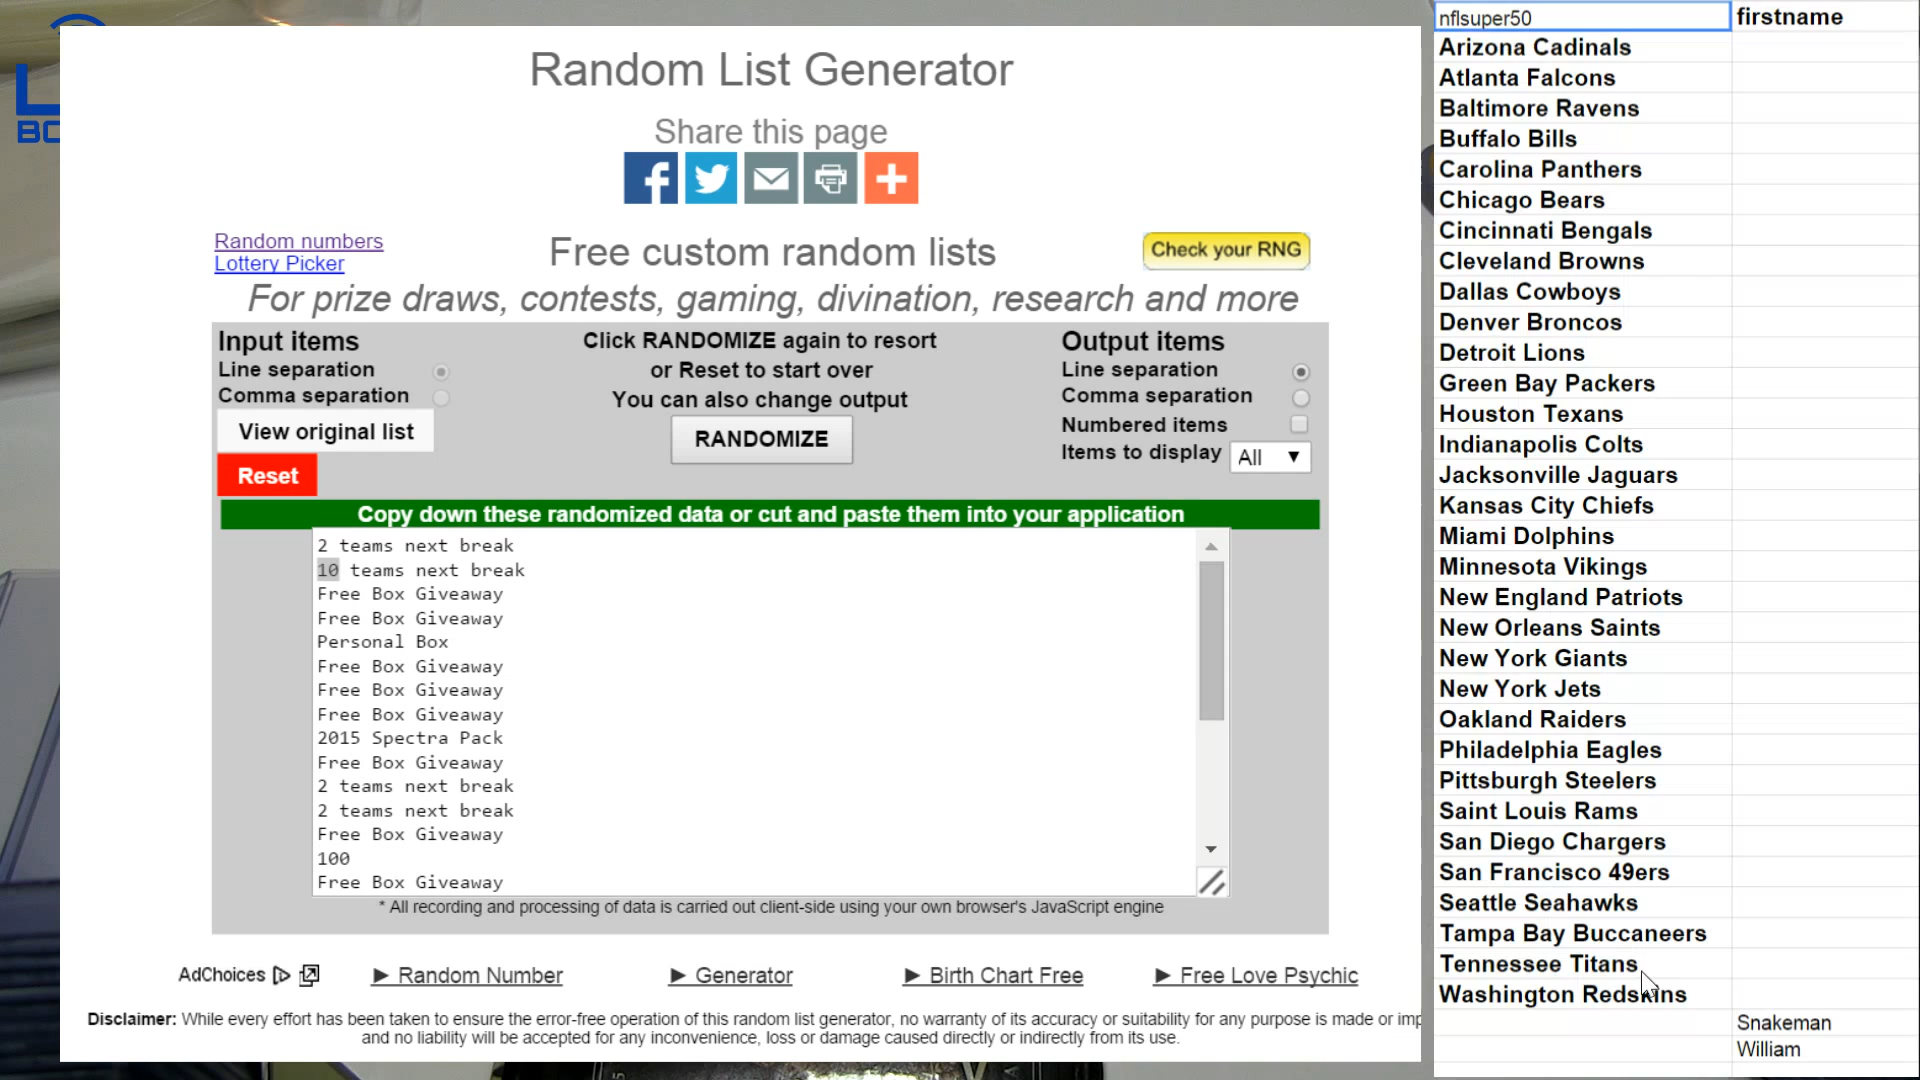 Random List Generator
Share this page
Random numbers
Lottery Picker
Free custom random lists
Check your RNG
For prize draws, contests, gaming, divination, research and more
Input items
Line separation
Comma separation
View original list
Reset
Click RANDOMIZE again to resort
or Reset to start over
You can also change output
RANDOMIZE
Output items
Line separation
Comma separation
Numbered items
Items to display All
Copy down these randomized data or cut and paste them into your application
2 teams next break
10 teams next break
Free Box Giveaway
Free Box Giveaway
Personal Box
Free Box Giveaway
Free Box Giveaway
Free Box Giveaway
2015 Spectra Pack
Free Box Giveaway
2 teams next break
2 teams next break
Free Box Giveaway
100
Free Box Giveaway
* All recording and processing of data is carried out client-side using your own browser's JavaScript engine
AdChoices
Random Number
Generator
Birth Chart Free
Free Love Psychic
Disclaimer: While every effort has been taken to ensure the error-free operation of this random list generator, no warranty of its accuracy or suitability for any purpose is made or
and no liability will be accepted for any inconvenience, loss or damage caused directly or indirectly from its use.
nflsuper50 firstname
Arizona Cadinals
Atlanta Falcons
Baltimore Ravens
Buffalo Bills
Carolina Panthers
Chicago Bears
Cincinnati Bengals
Cleveland Browns
Dallas Cowboys
Denver Broncos
Detroit Lions
Green Bay Packers
Houston Texans
Indianapolis Colts
Jacksonville Jaguars
Kansas City Chiefs
Miami Dolphins
Minnesota Vikings
New England Patriots
New Orleans Saints
New York Giants
New York Jets
Oakland Raiders
Philadelphia Eagles
Pittsburgh Steelers
Saint Louis Rams
San Diego Chargers
San Francisco 49ers
Seattle Seahawks
Tampa Bay Buccaneers
Tennessee Titans
Washington Redskins
Snakeman
William